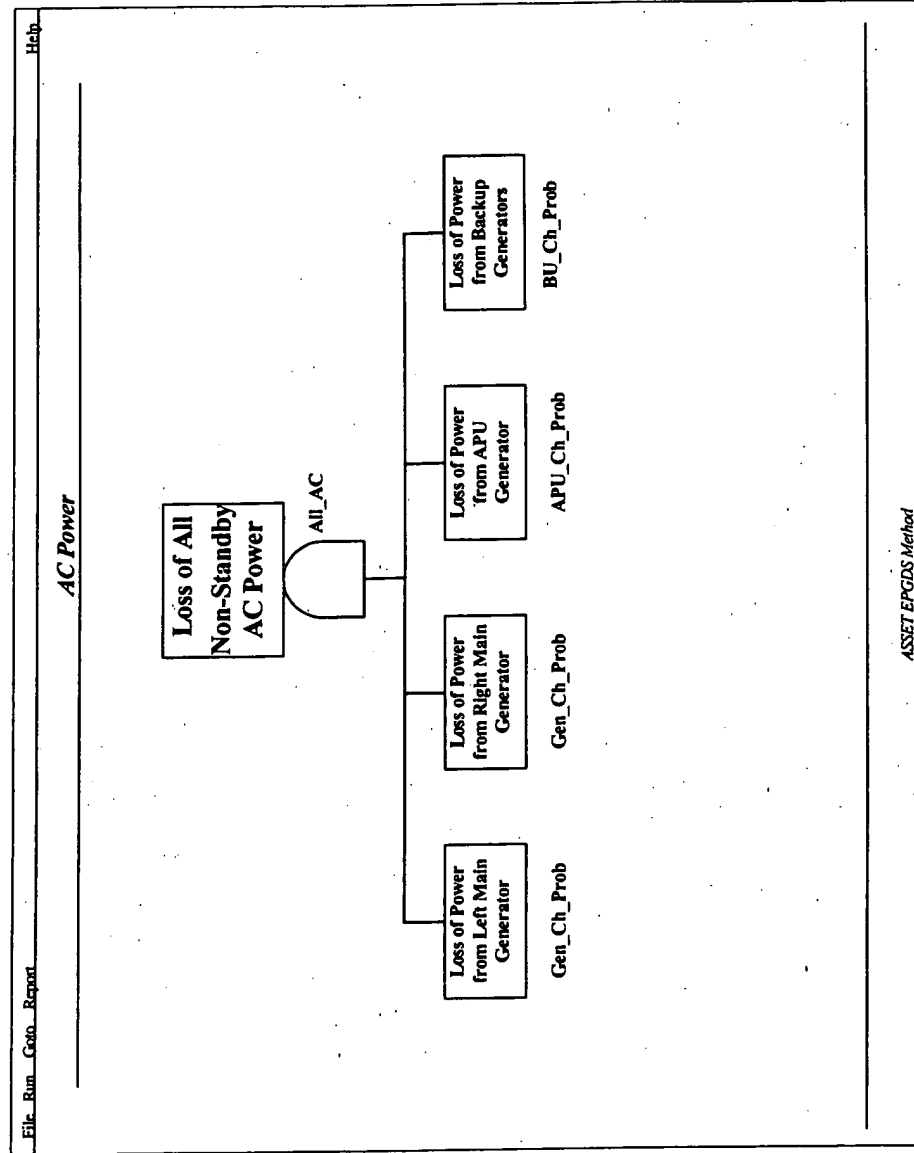 File Run Goto Report Help
AC Power
Loss of All
Non-Standby
AC Power
All_AC
Loss of Power
from Left Main
Generator
Gen_Ch_Prob
Loss of Power
from Right Main
Generator
Gen_Ch_Prob
Loss of Power
from APU
Generator
APU_Ch_Prob
Loss of Power
from Backup
Generators
BU_Ch_Prob
ASSET EPGDS Method